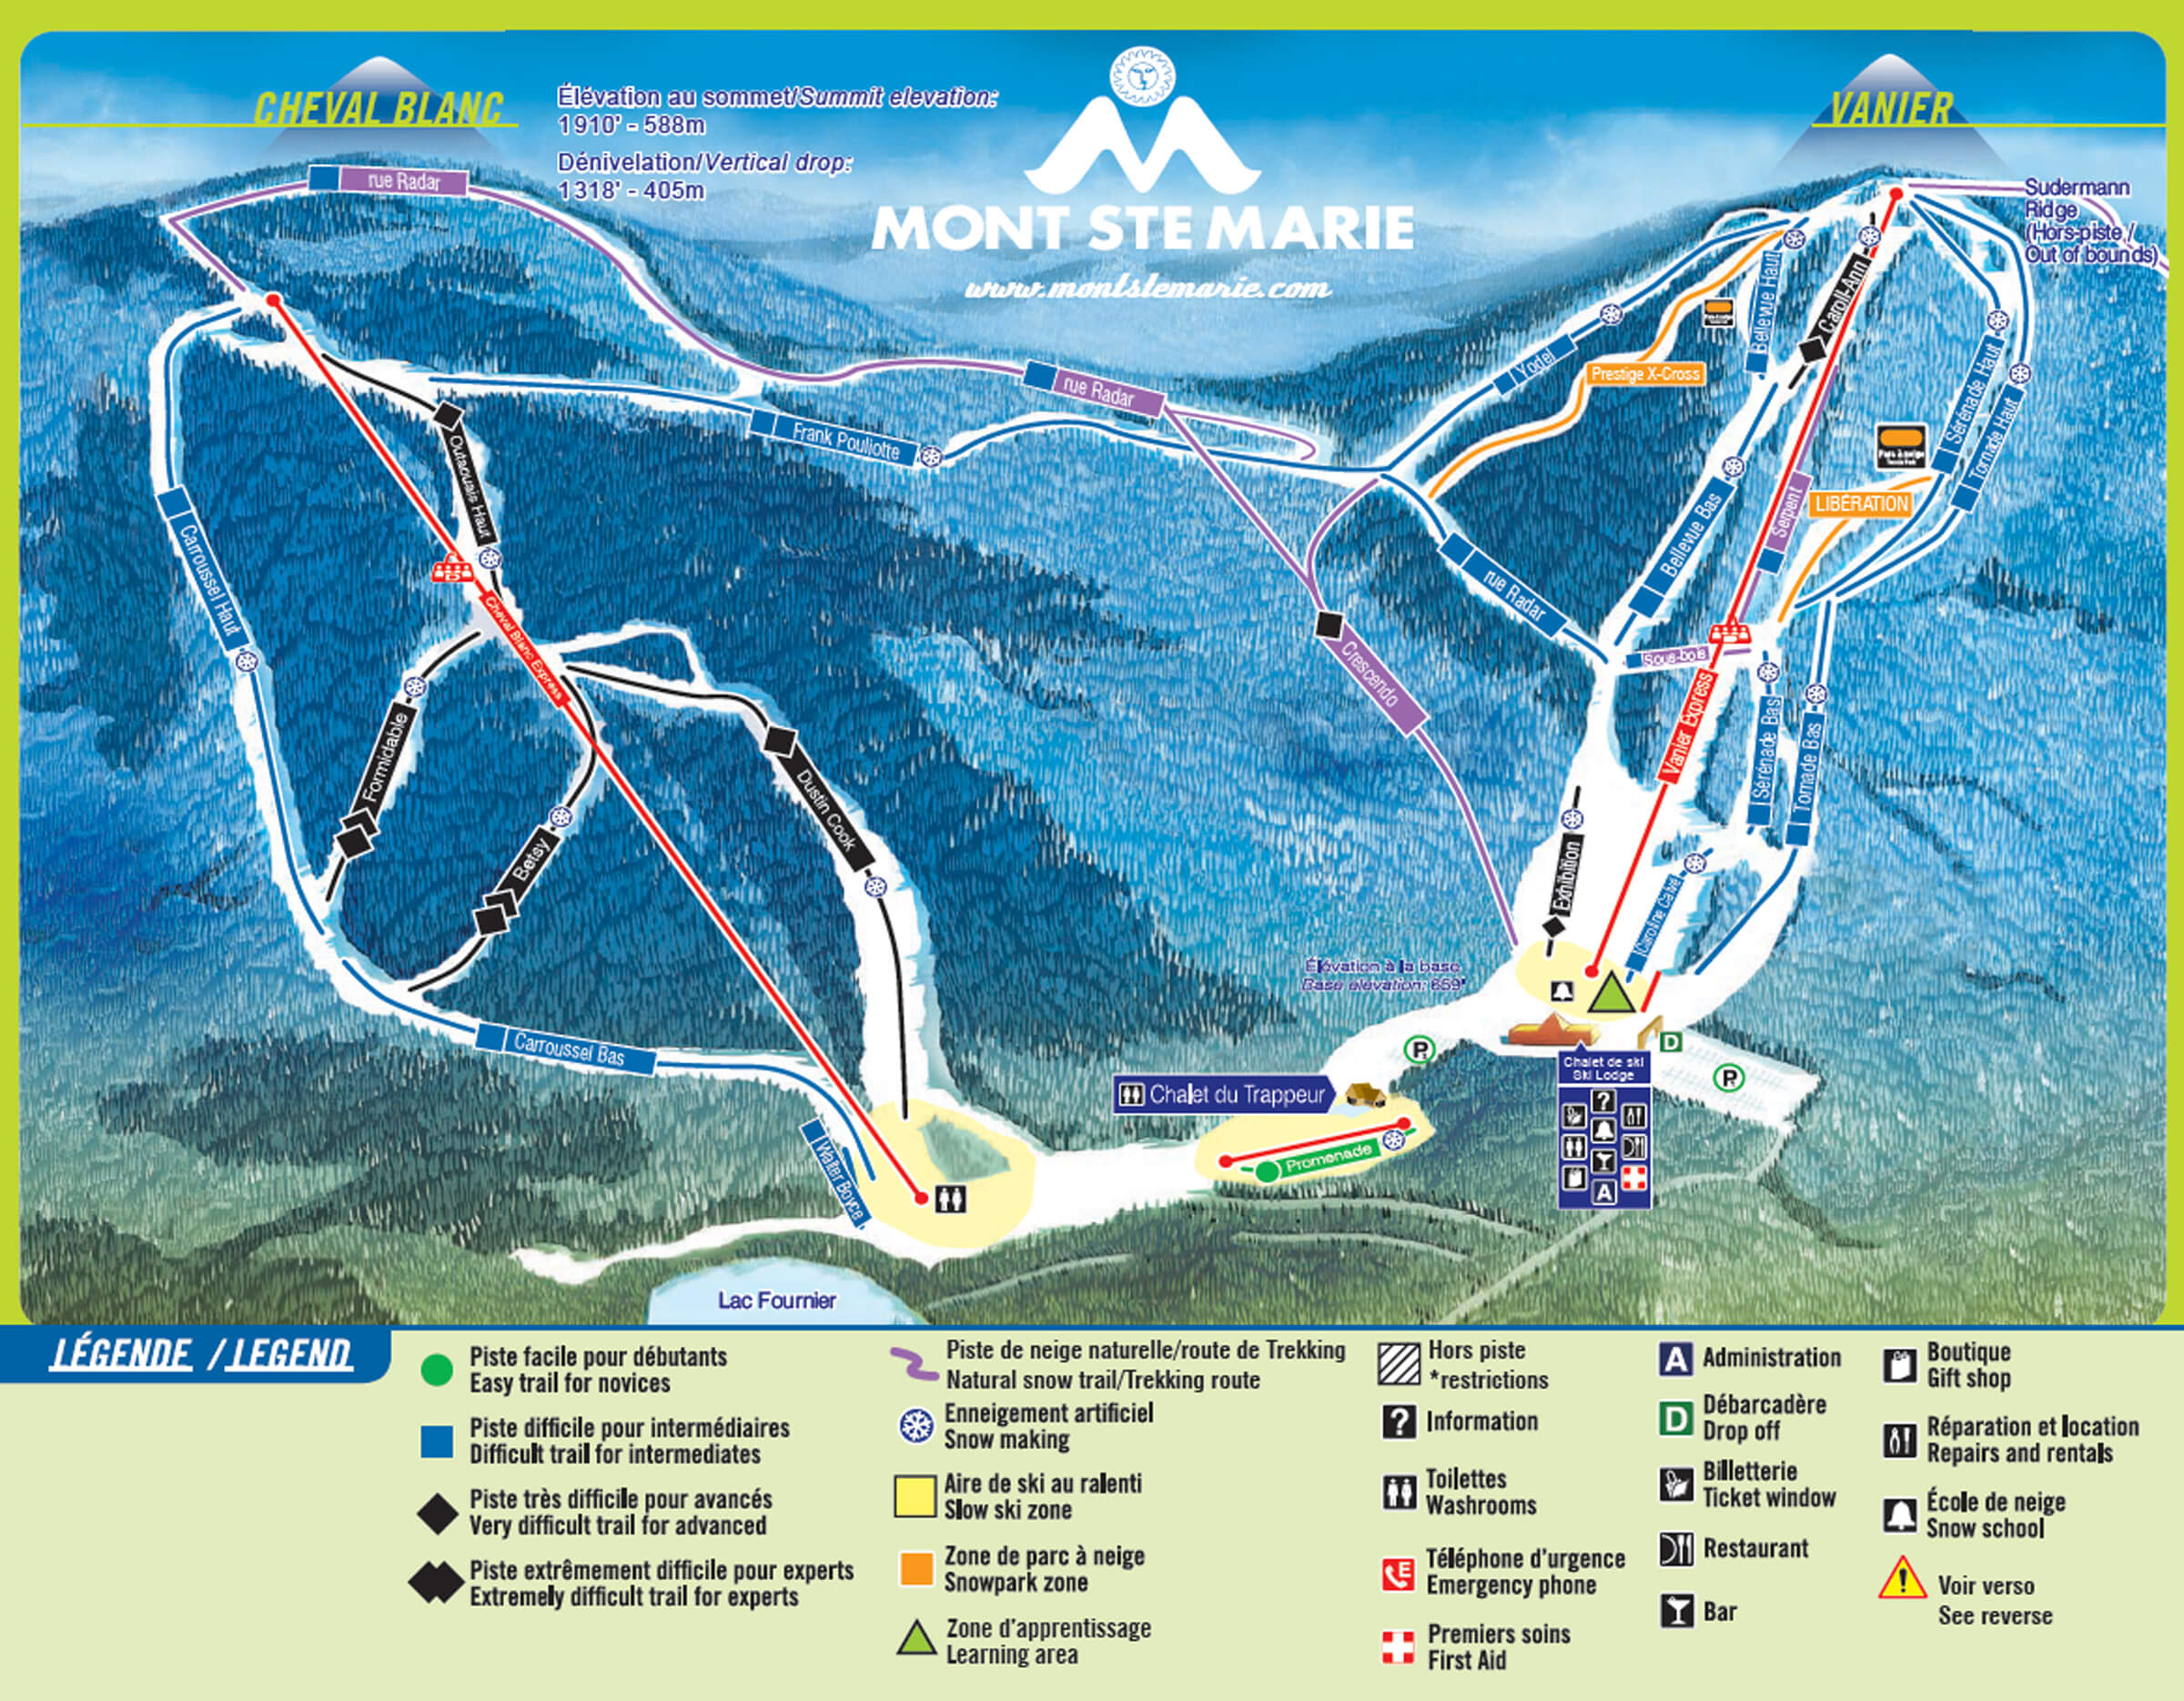 CHEVAL BLANC
Élévation au sommet/Summit elevation:
1910' - 588m
Dénivelation/Vertical drop:
1318' - 405m
MONT STE MARIE
www.montstemarie.com
VANIER
Sudermann
Ridge
(Hors-piste /
Out of bounds)
rue Radar
rue Radar
Frank Pouliotte
Yodel
Prestige X-Cross
Bellevue Haut
Caroll-Ann
Sérénade Haut
Tornade Haut
LIBERATION
Serpent
Bellevue Bas
rue Radar
Sous-bois
Outaouais Haut
Carroussel Haut
Cheval Blanc Express
Crescendo
Vanier Express
Sérénade Bas
Tornade Bas
Formidable
Betsy
Dustin Cook
Exhibition
Caroline Calvé
Élévation à la base
Base elevation: 659'
Carroussel Bas
P
D
P
Chalet de ski
Ski Lodge
?
A
Chalet du Trappeur
Promenade
Walter Boyce
Lac Fournier
LÉGENDE / LEGEND
Piste facile pour débutants
Easy trail for novices
Piste difficile pour intermédiaires
Difficult trail for intermediates
Piste très difficile pour avancés
Very difficult trail for advanced
Piste extrêmement difficile pour experts
Extremely difficult trail for experts
Piste de neige naturelle/route de Trekking
Natural snow trail/Trekking route
Enneigement artificiel
Snow making
Aire de ski au ralenti
Slow ski zone
Zone de parc à neige
Snowpark zone
Zone d'apprentissage
Learning area
Hors piste
*restrictions
? Information
Toilettes
Washrooms
E Téléphone d'urgence
Emergency phone
Premiers soins
First Aid
A Administration
D Débarcadère
Drop off
Billetterie
Ticket window
Restaurant
Bar
Boutique
Gift shop
Réparation et location
Repairs and rentals
École de neige
Snow school
! Voir verso
See reverse